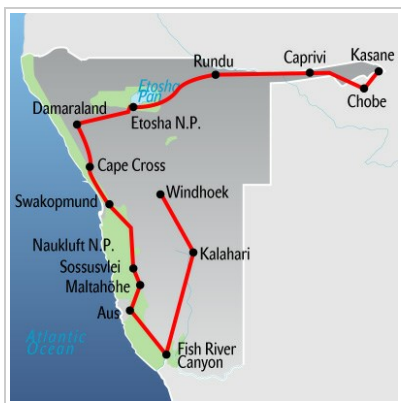 Kasane
Caprivi
Rundu
Chobe
Etosha
Pan
Damaraland
Etosha N.P.
Cape Cross
Windhoek
Swakopmund
Naukluft N.P.
Kalahari
Sossusvlei
Maltahöhe
Aus
Atlantic
Ocean
Fish River
Canyon